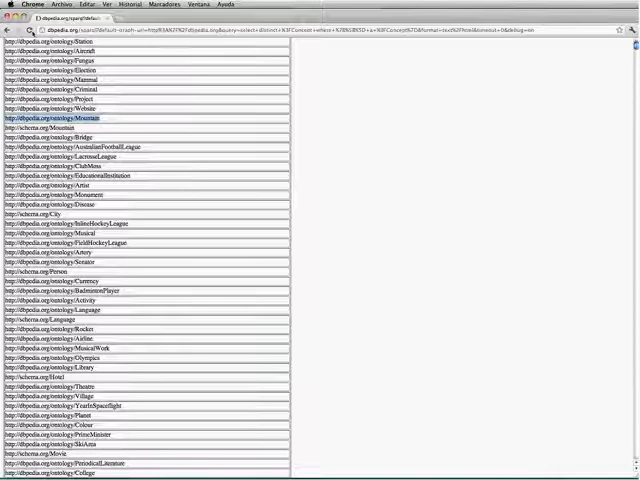 Chrome Archivo Editar Ver Historial Marcadores Ventana Ayuda
http://dbpedia.org/ontology/Station
http://dbpedia.org/ontology/Aircraft
http://dbpedia.org/ontology/Fungus
http://dbpedia.org/ontology/Election
http://dbpedia.org/ontology/Mammal
http://dbpedia.org/ontology/Criminal
http://dbpedia.org/ontology/Project
http://dbpedia.org/ontology/Website
http://dbpedia.org/ontology/Mountain
http://schema.org/Mountain
http://dbpedia.org/ontology/Bridge
http://dbpedia.org/ontology/AustralianFootballLeague
http://dbpedia.org/ontology/LacrosseLeague
http://dbpedia.org/ontology/ClubMoss
http://dbpedia.org/ontology/EducationalInstitution
http://dbpedia.org/ontology/Artist
http://dbpedia.org/ontology/Monument
http://dbpedia.org/ontology/Disease
http://schema.org/City
http://dbpedia.org/ontology/InlineHockeyLeague
http://dbpedia.org/ontology/Musical
http://dbpedia.org/ontology/FieldHockeyLeague
http://dbpedia.org/ontology/Artery
http://dbpedia.org/ontology/Senator
http://schema.org/Person
http://dbpedia.org/ontology/Currency
http://dbpedia.org/ontology/BadmintonPlayer
http://dbpedia.org/ontology/Activity
http://dbpedia.org/ontology/Language
http://schema.org/Language
http://dbpedia.org/ontology/Rocket
http://dbpedia.org/ontology/Airline
http://dbpedia.org/ontology/MusicalWork
http://dbpedia.org/ontology/Olympics
http://dbpedia.org/ontology/Library
http://schema.org/Hotel
http://dbpedia.org/ontology/Theatre
http://dbpedia.org/ontology/Village
http://dbpedia.org/ontology/YearInSpaceflight
http://dbpedia.org/ontology/Planet
http://dbpedia.org/ontology/Colour
http://dbpedia.org/ontology/PrimeMinister
http://dbpedia.org/ontology/SkiArea
http://schema.org/Movie
http://dbpedia.org/ontology/PeriodicalLiterature
http://dbpedia.org/ontology/College